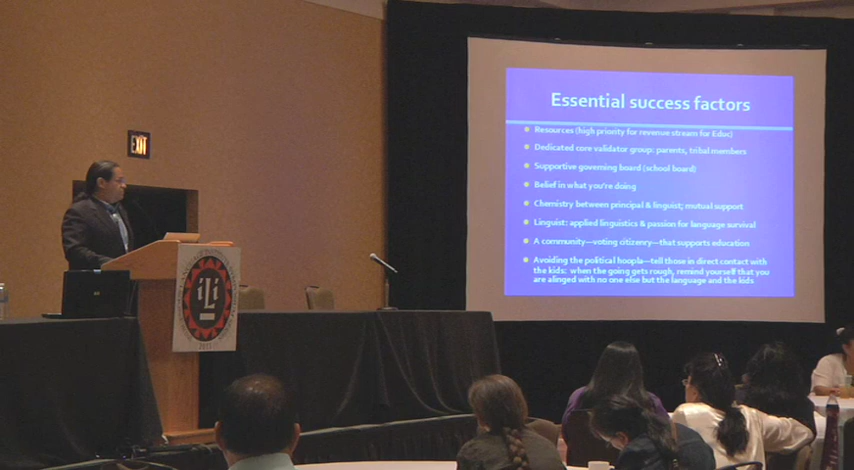 EXIT
iLi
2015
Essential success factors
Resources (high priority for revenue stream for Educ)
Dedicated core validator group: parents, tribal members
Supportive governing board (school board)
Belief in what you're doing
Chemistry between principal & linguist; mutual support
Linguist: applied linguistics & passion for language survival
A community—voting citizenry—that supports education
Avoiding the political hoopla—tell those in direct contact with
the kids: when the going gets rough, remind yourself that you
are alinged with no one else but the language and the kids